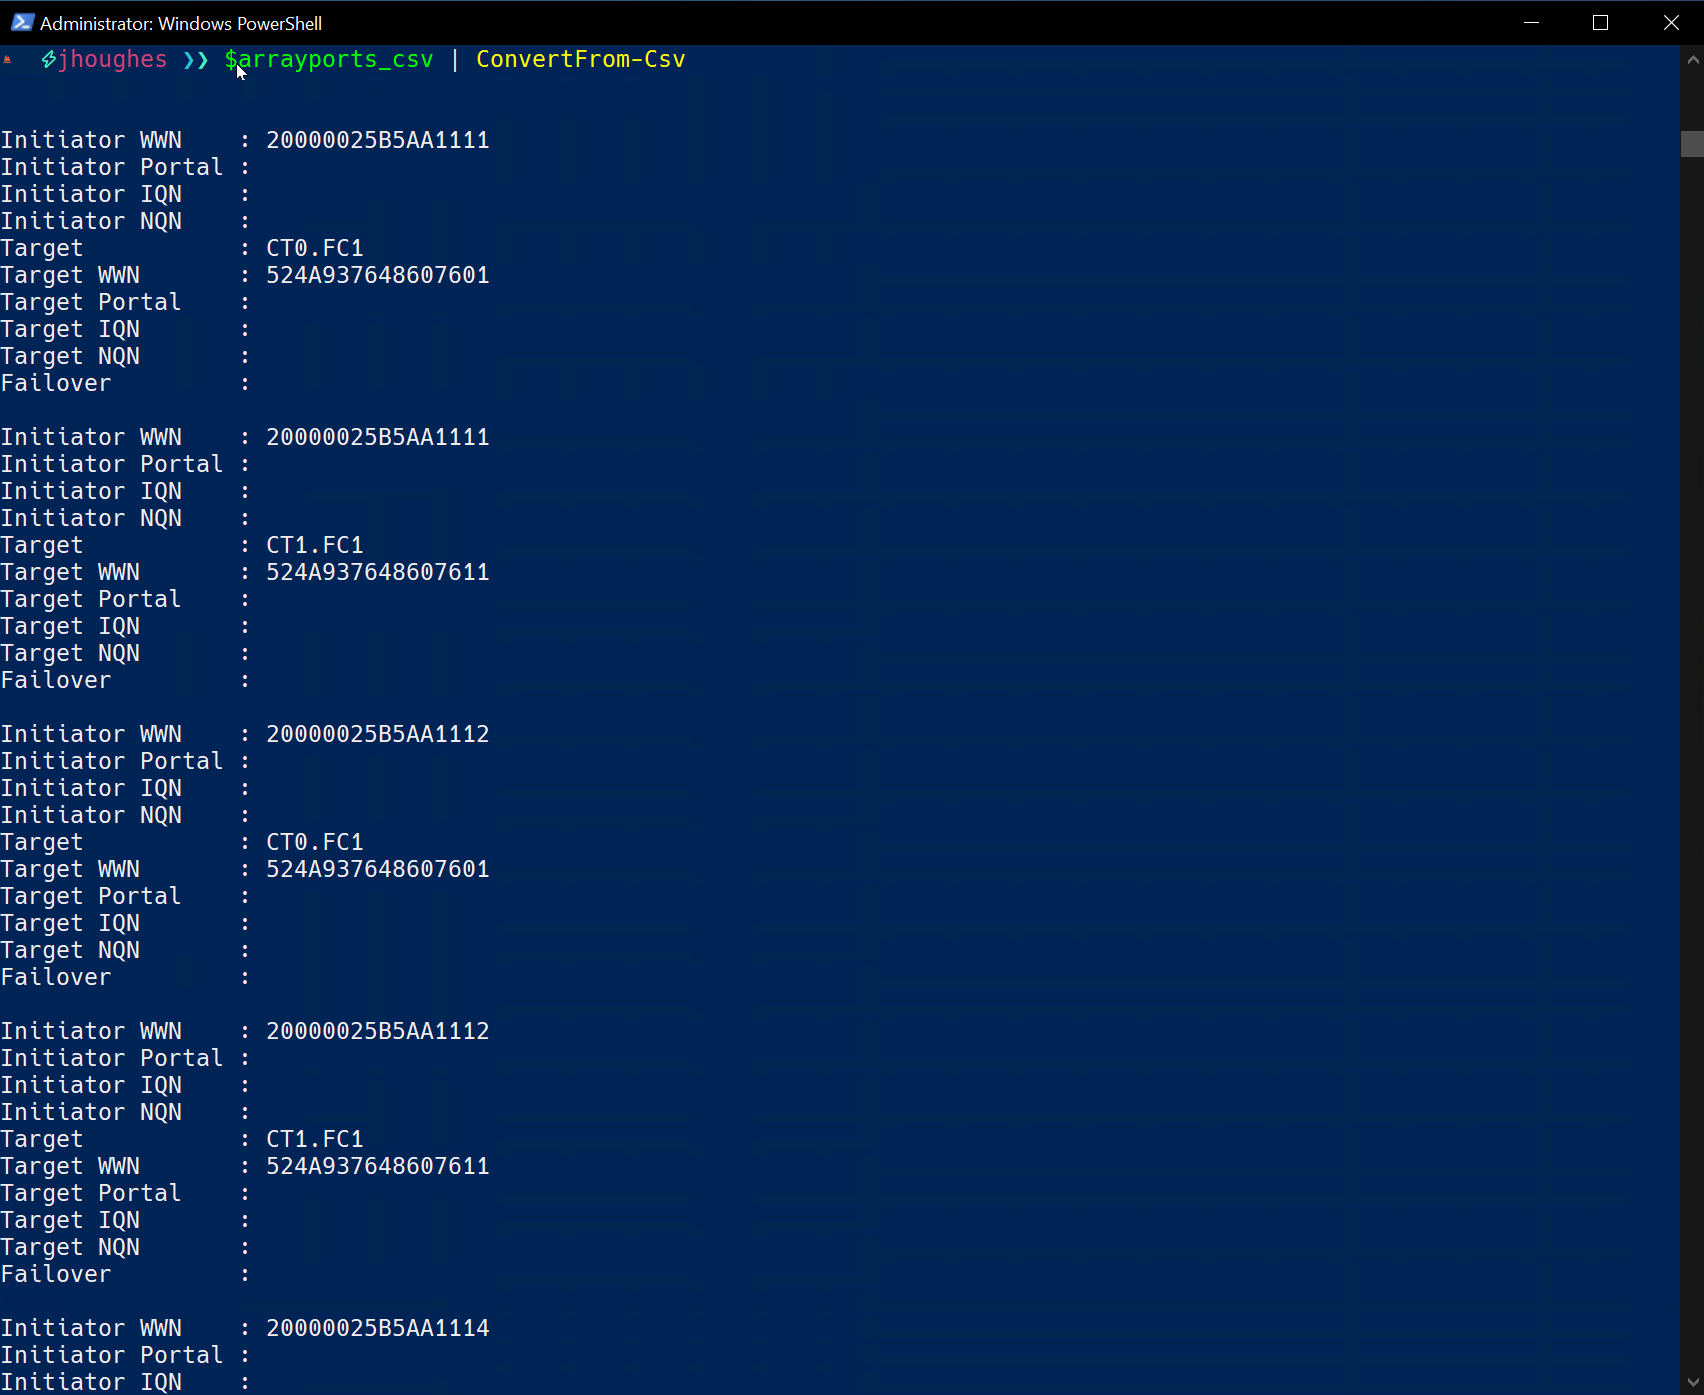 Administrator: Windows PowerShell
⚡jhoughes ❯❯ $arrayports_csv | ConvertFrom-Csv
Initiator WWN    : 20000025B5AA1111
Initiator Portal :
Initiator IQN    :
Initiator NQN    :
Target           : CT0.FC1
Target WWN       : 524A937648607601
Target Portal    :
Target IQN       :
Target NQN       :
Failover         :
Initiator WWN    : 20000025B5AA1111
Initiator Portal :
Initiator IQN    :
Initiator NQN    :
Target           : CT1.FC1
Target WWN       : 524A937648607611
Target Portal    :
Target IQN       :
Target NQN       :
Failover         :
Initiator WWN    : 20000025B5AA1112
Initiator Portal :
Initiator IQN    :
Initiator NQN    :
Target           : CT0.FC1
Target WWN       : 524A937648607601
Target Portal    :
Target IQN       :
Target NQN       :
Failover         :
Initiator WWN    : 20000025B5AA1112
Initiator Portal :
Initiator IQN    :
Initiator NQN    :
Target           : CT1.FC1
Target WWN       : 524A937648607611
Target Portal    :
Target IQN       :
Target NQN       :
Failover         :
Initiator WWN    : 20000025B5AA1114
Initiator Portal :
Initiator IQN    :